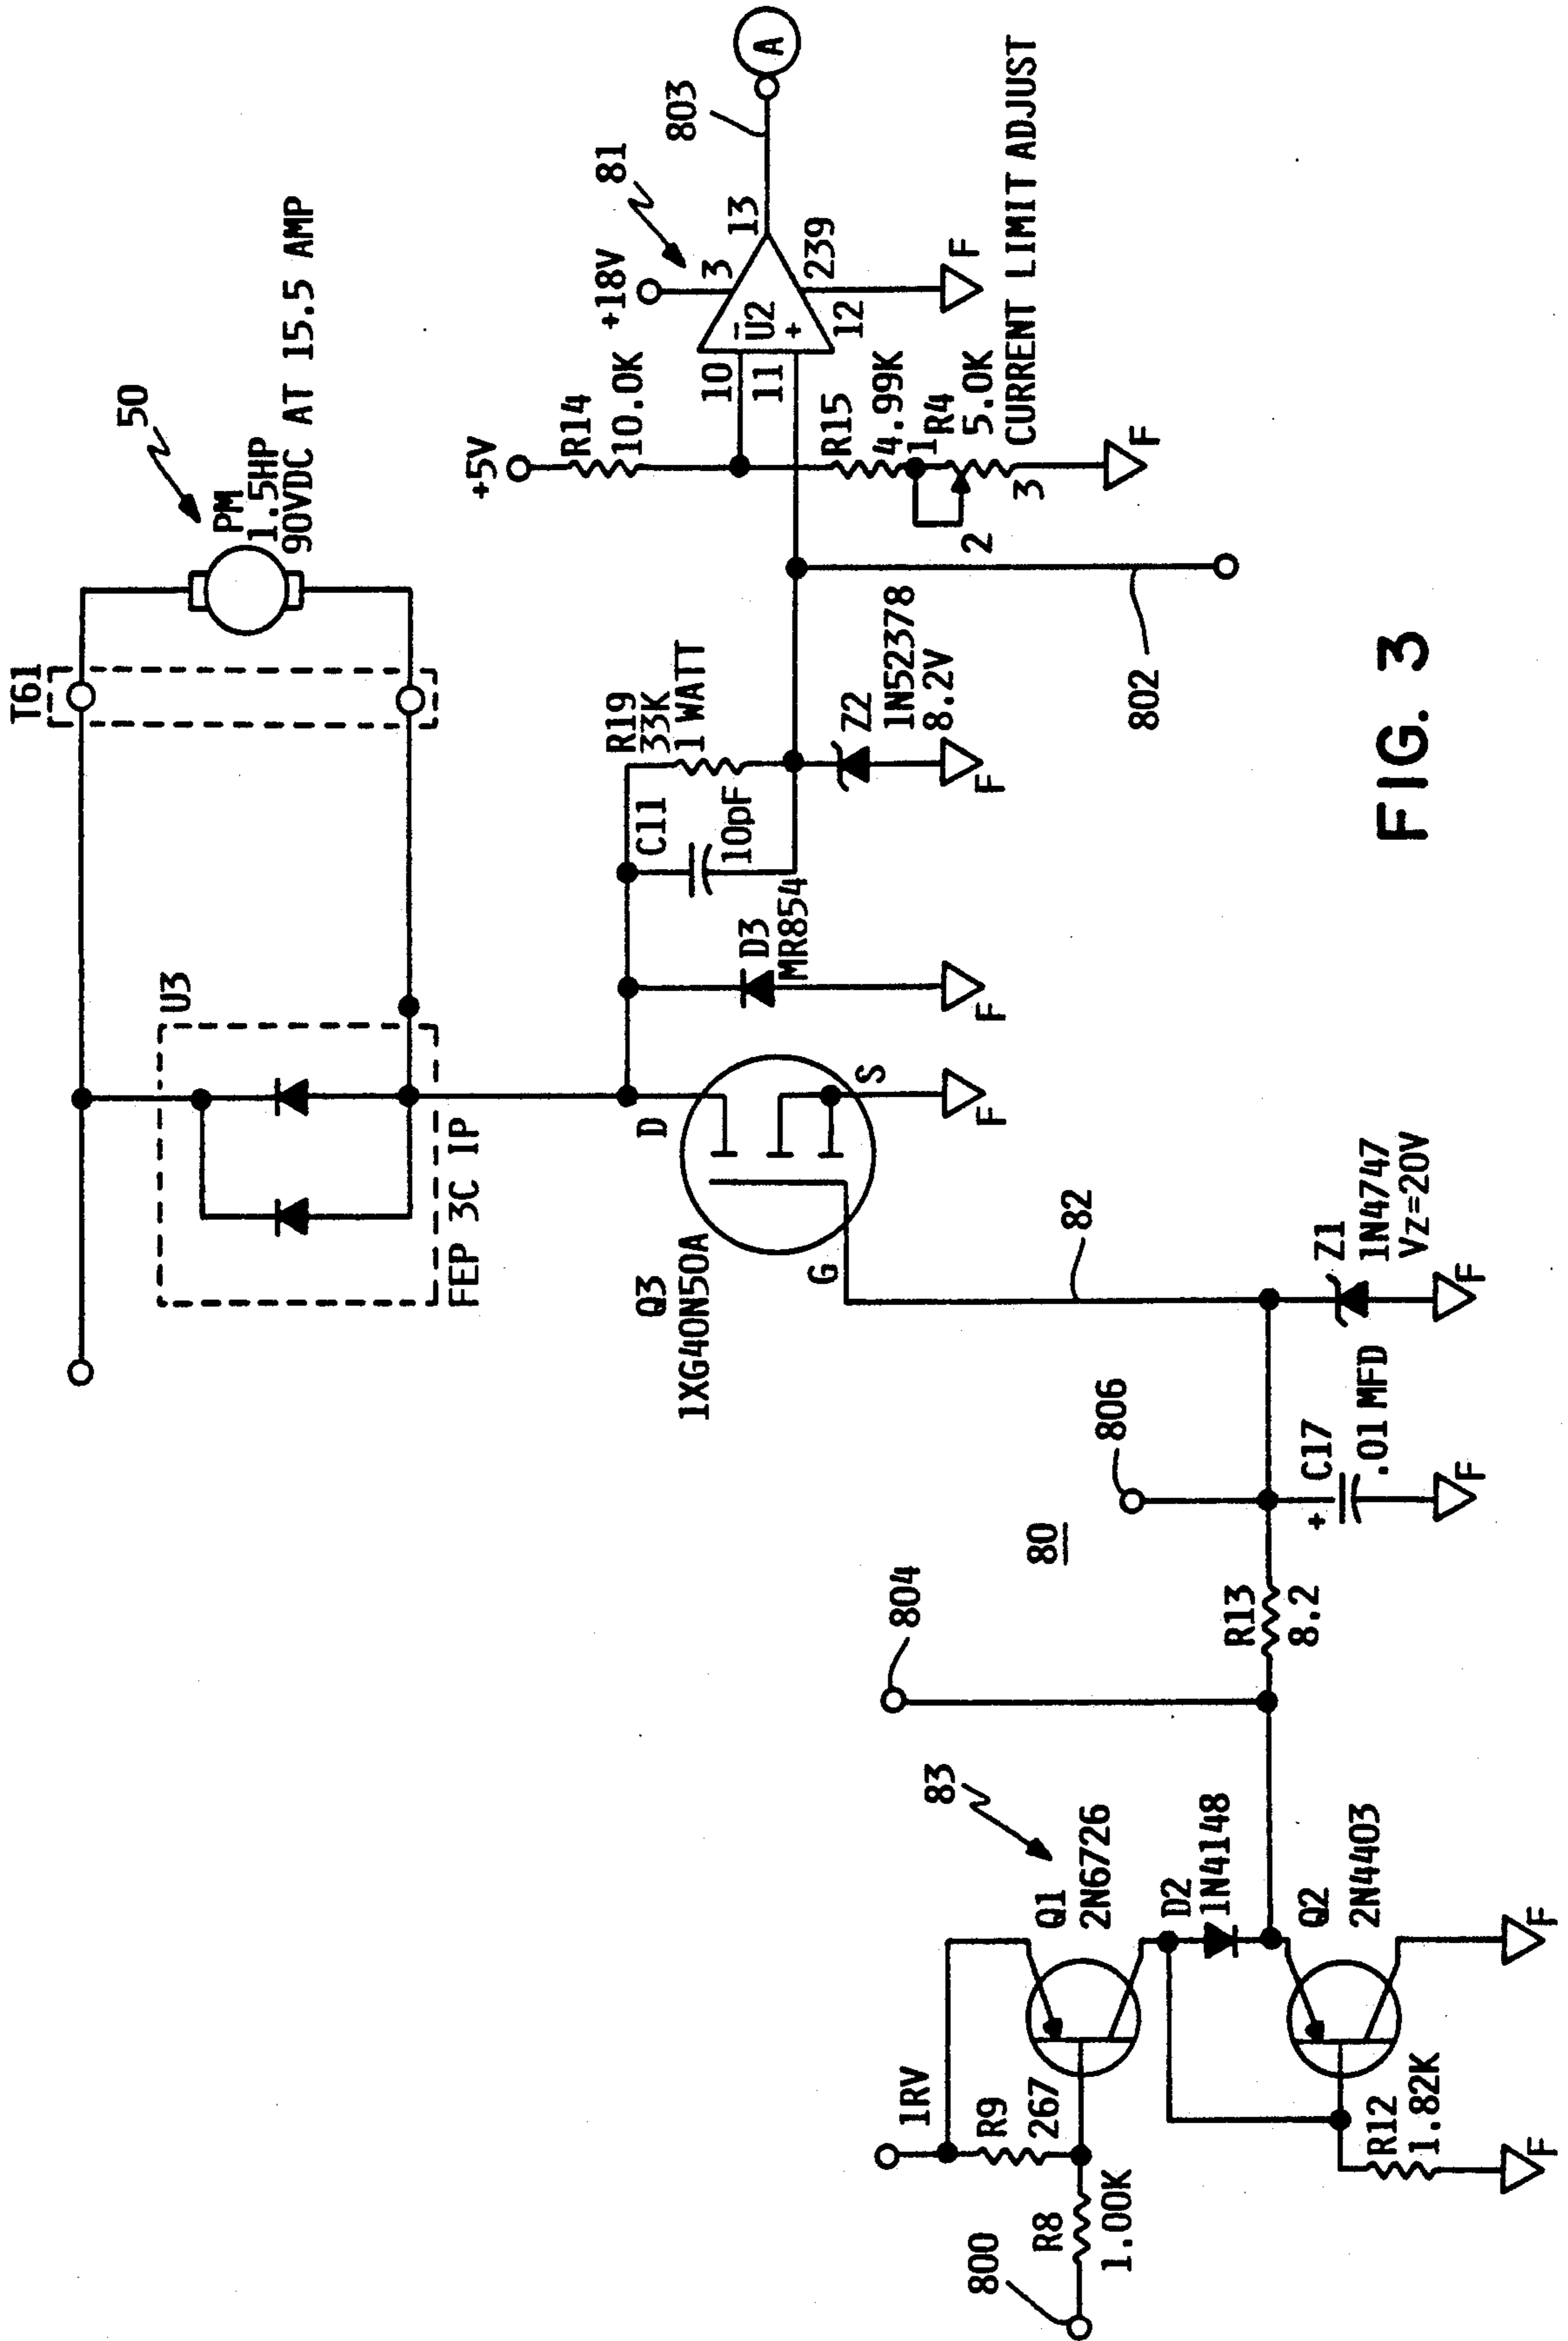 T61
PM
1.5HP
90VDC AT 15.5 AMP
50
U3
FEP 3C IP
+5V
R14
10.0K
+18V
81
803
A
3
13
10
11
U2
+
239
12
F
R15
4.99K
1
R4
5.0K
2
3
CURRENT LIMIT ADJUST
F
R19
33K
1 WATT
C11
10pF
D3
MR854
F
Z2
1N52378
8.2V
F
802
D
S
G
F
Q3
1XG40N50A
82
Z1
1N4747
Vz=20V
F
806
80
+
C17
.01 MFD
F
804
R13
8.2
83
Q1
2N6726
D2
1N4148
Q2
2N4403
F
1RV
R9
267
R8
1.00K
800
R12
1.82K
F
FIG. 3